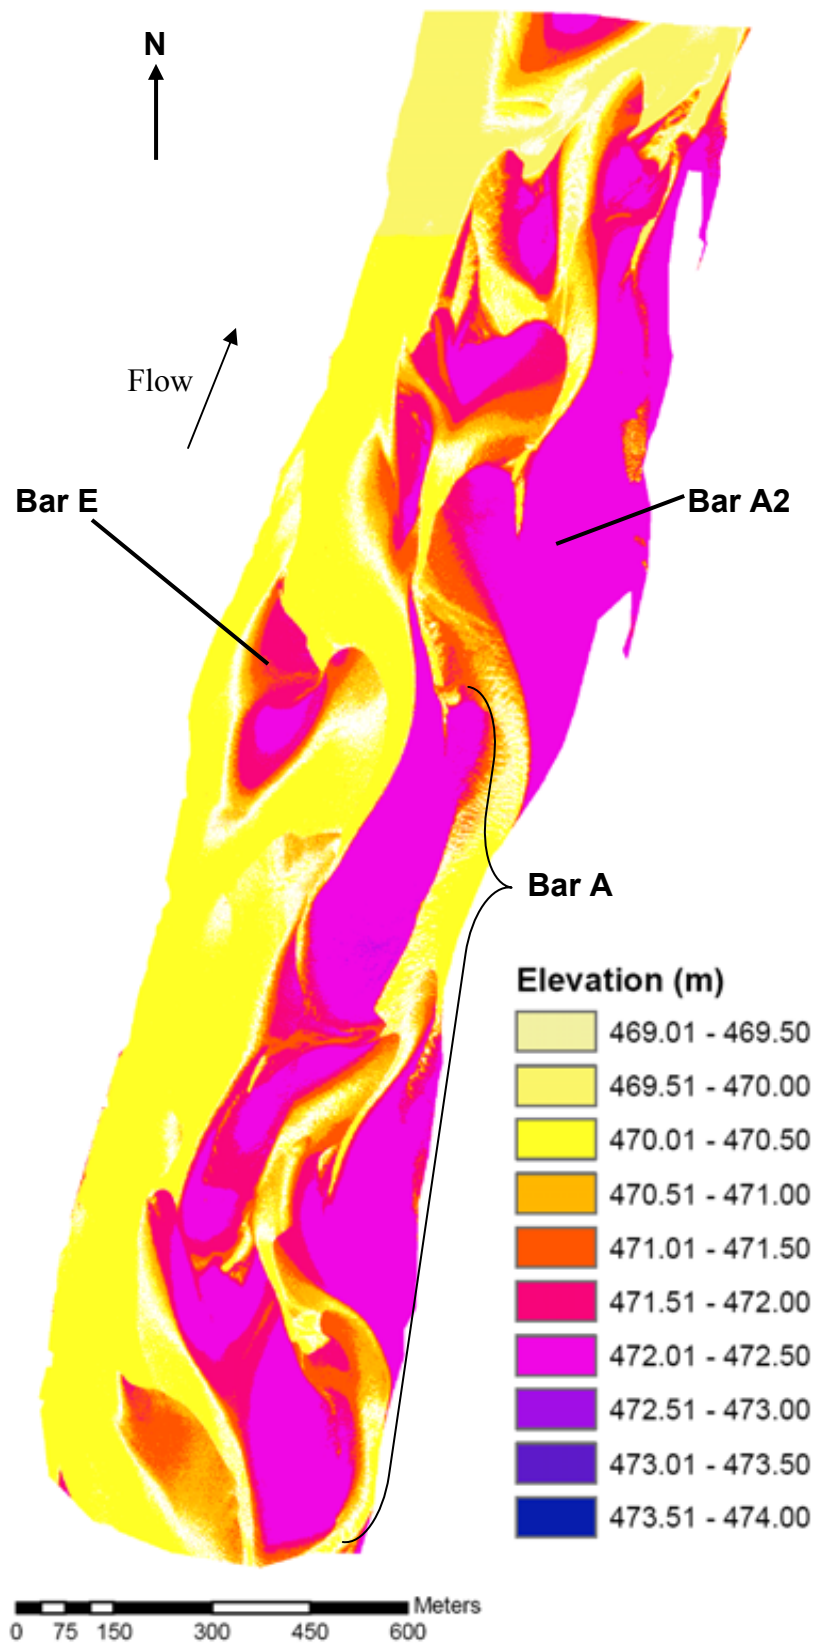 N
Flow
Bar E
Bar A2
Bar A
Elevation (m)
469.01 - 469.50
469.51 - 470.00
470.01 - 470.50
470.51 - 471.00
471.01 - 471.50
471.51 - 472.00
472.01 - 472.50
472.51 - 473.00
473.01 - 473.50
473.51 - 474.00
Meters
0 75 150 300 450 600